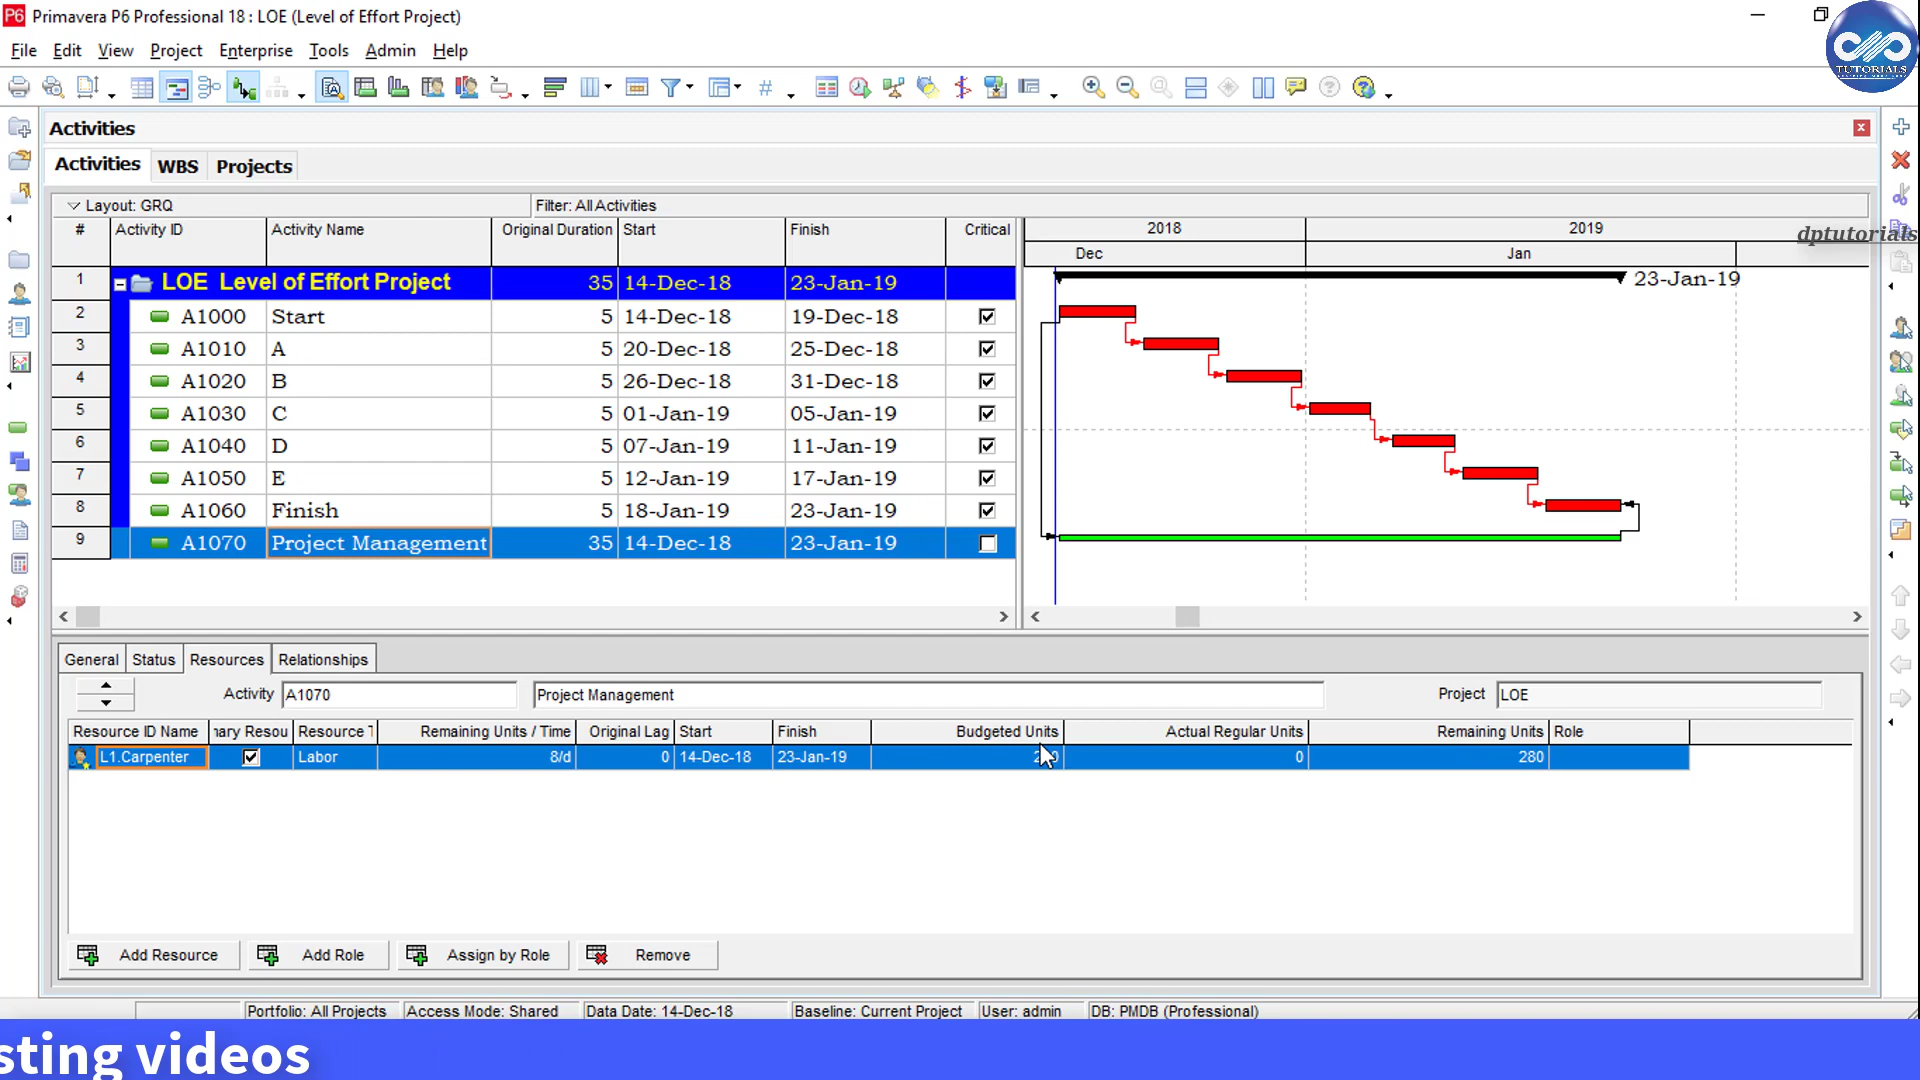 P6 Primavera P6 Professional 18 : LOE (Level of Effort Project)
File Edit View Project Enterprise Tools Admin Help
TUTORIALS
Activities
Activities WBS Projects
Layout: GRQ Filter: All Activities
# Activity ID Activity Name Original Duration Start Finish Critical 2018 2019
dptutorials
Dec Jan
1 LOE Level of Effort Project 35 14-Dec-18 23-Jan-19 23-Jan-19
2 A1000 Start 5 14-Dec-18 19-Dec-18
3 A1010 A 5 20-Dec-18 25-Dec-18
4 A1020 B 5 26-Dec-18 31-Dec-18
5 A1030 C 5 01-Jan-19 05-Jan-19
6 A1040 D 5 07-Jan-19 11-Jan-19
7 A1050 E 5 12-Jan-19 17-Jan-19
8 A1060 Finish 5 18-Jan-19 23-Jan-19
9 A1070 Project Management 35 14-Dec-18 23-Jan-19
General Status Resources Relationships
Activity A1070 Project Management Project LOE
Resource ID Name nary Resou Resource T Remaining Units / Time Original Lag Start Finish Budgeted Units Actual Regular Units Remaining Units Role
L1.Carpenter Labor 8/d 0 14-Dec-18 23-Jan-19 0 280
Add Resource Add Role Assign by Role Remove
Portfolio: All Projects Access Mode: Shared Data Date: 14-Dec-18 Baseline: Current Project User: admin DB: PMDB (Professional)
sting videos